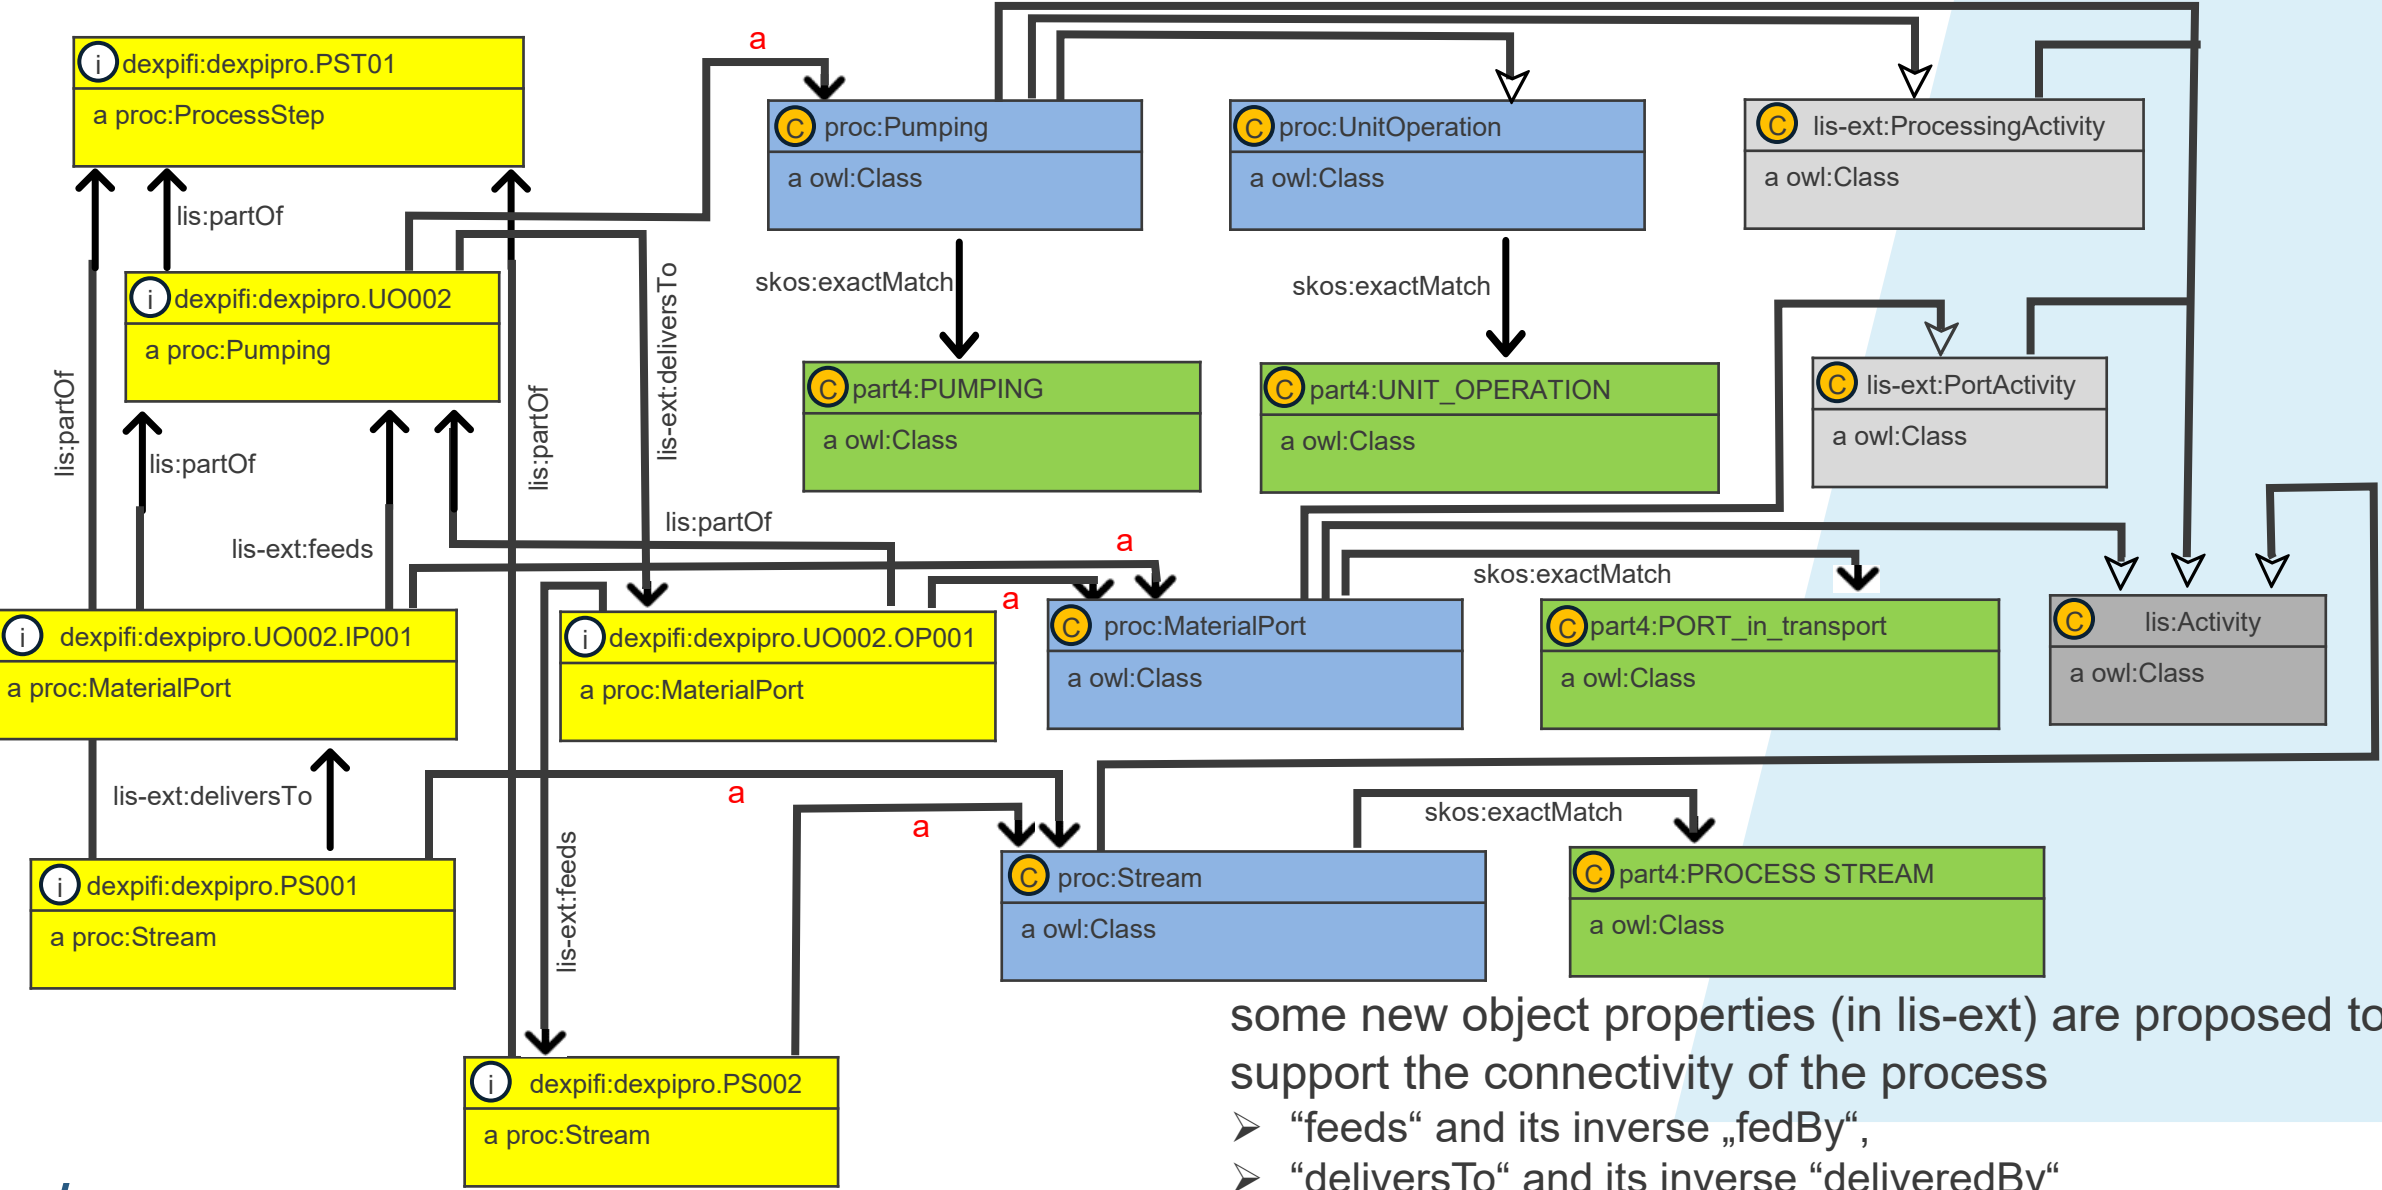 a
i dexpifi:dexpipro.PST01
a proc:ProcessStep
C proc:Pumping
a owl:Class
C proc:UnitOperation
a owl:Class
C lis-ext:ProcessingActivity
a owl:Class
lis:partOf
i dexpifi:dexpipro.UO002
a proc:Pumping
lis-ext:deliversTo
skos:exactMatch
skos:exactMatch
lis:partOf
lis:partOf
C part4:PUMPING
a owl:Class
C part4:UNIT_OPERATION
a owl:Class
C lis-ext:PortActivity
a owl:Class
lis:partOf
lis-ext:feeds
lis:partOf
a
skos:exactMatch
a
i dexpifi:dexpipro.UO002.IP001
a proc:MaterialPort
i dexpifi:dexpipro.UO002.OP001
a proc:MaterialPort
C proc:MaterialPort
a owl:Class
C part4:PORT_in_transport
a owl:Class
C lis:Activity
a owl:Class
lis-ext:deliversTo
a
a
skos:exactMatch
lis-ext:feeds
i dexpifi:dexpipro.PS001
a proc:Stream
C proc:Stream
a owl:Class
C part4:PROCESS STREAM
a owl:Class
i dexpifi:dexpipro.PS002
a proc:Stream
some new object properties (in lis-ext) are proposed to
support the connectivity of the process
➢ “feeds“ and its inverse „fedBy“,
➢ “deliversTo“ and its inverse “deliveredBy“